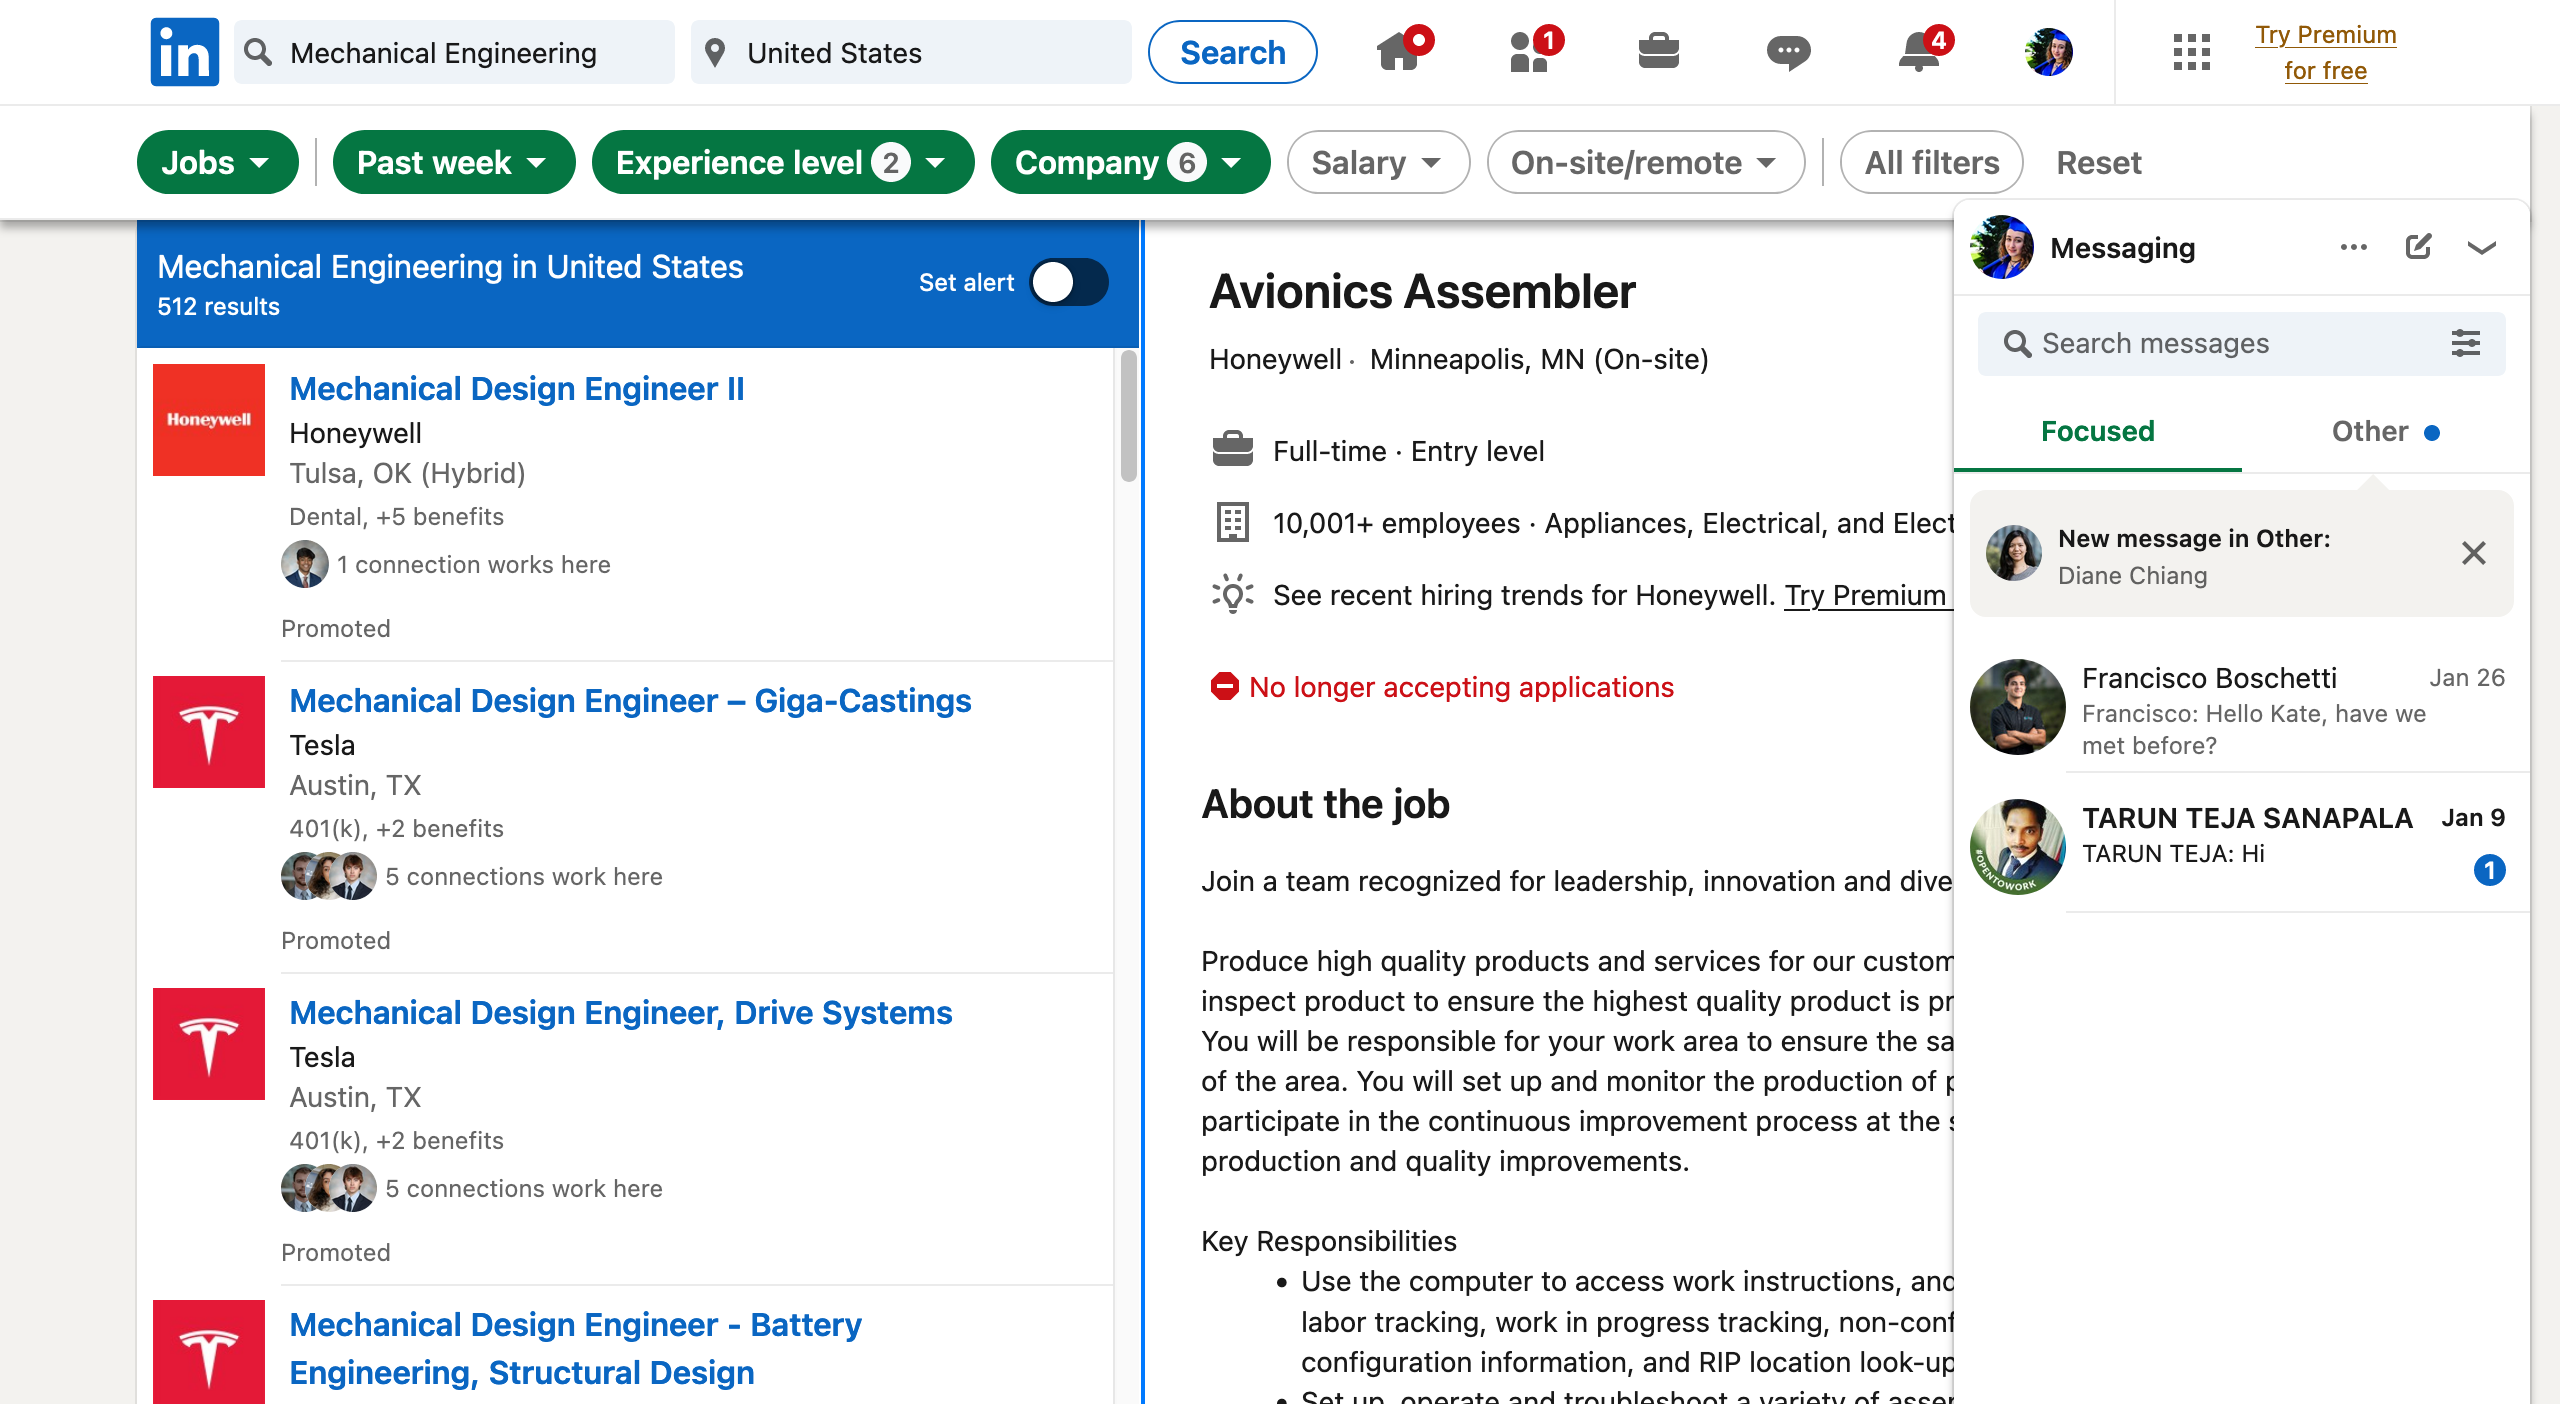 in
Mechanical Engineering
United States
Search
1
4
Try Premium
for free
Jobs
Past week
Experience level 2
Company 6
Salary
On-site/remote
All filters
Reset
Mechanical Engineering in United States
512 results
Set alert
Honeywell
Mechanical Design Engineer II
Honeywell
Tulsa, OK (Hybrid)
Dental, +5 benefits
1 connection works here
Promoted
Mechanical Design Engineer – Giga-Castings
Tesla
Austin, TX
401(k), +2 benefits
5 connections work here
Promoted
Mechanical Design Engineer, Drive Systems
Tesla
Austin, TX
401(k), +2 benefits
5 connections work here
Promoted
Mechanical Design Engineer - Battery
Engineering, Structural Design
Avionics Assembler
Honeywell · Minneapolis, MN (On-site)
Full-time · Entry level
10,001+ employees · Appliances, Electrical, and Elect
See recent hiring trends for Honeywell. Try Premium
No longer accepting applications
About the job
Join a team recognized for leadership, innovation and dive
Produce high quality products and services for our custom
inspect product to ensure the highest quality product is pr
You will be responsible for your work area to ensure the sa
of the area. You will set up and monitor the production of p
participate in the continuous improvement process at the s
production and quality improvements.
Key Responsibilities
• Use the computer to access work instructions, and
labor tracking, work in progress tracking, non-conf
configuration information, and RIP location look-up
• Set up, operate and troubleshoot a variety of asser
Messaging
Search messages
Focused
Other
New message in Other:
Diane Chiang
Francisco Boschetti
Jan 26
Francisco: Hello Kate, have we
met before?
#OPENTOWORK
TARUN TEJA SANAPALA
Jan 9
TARUN TEJA: Hi
1